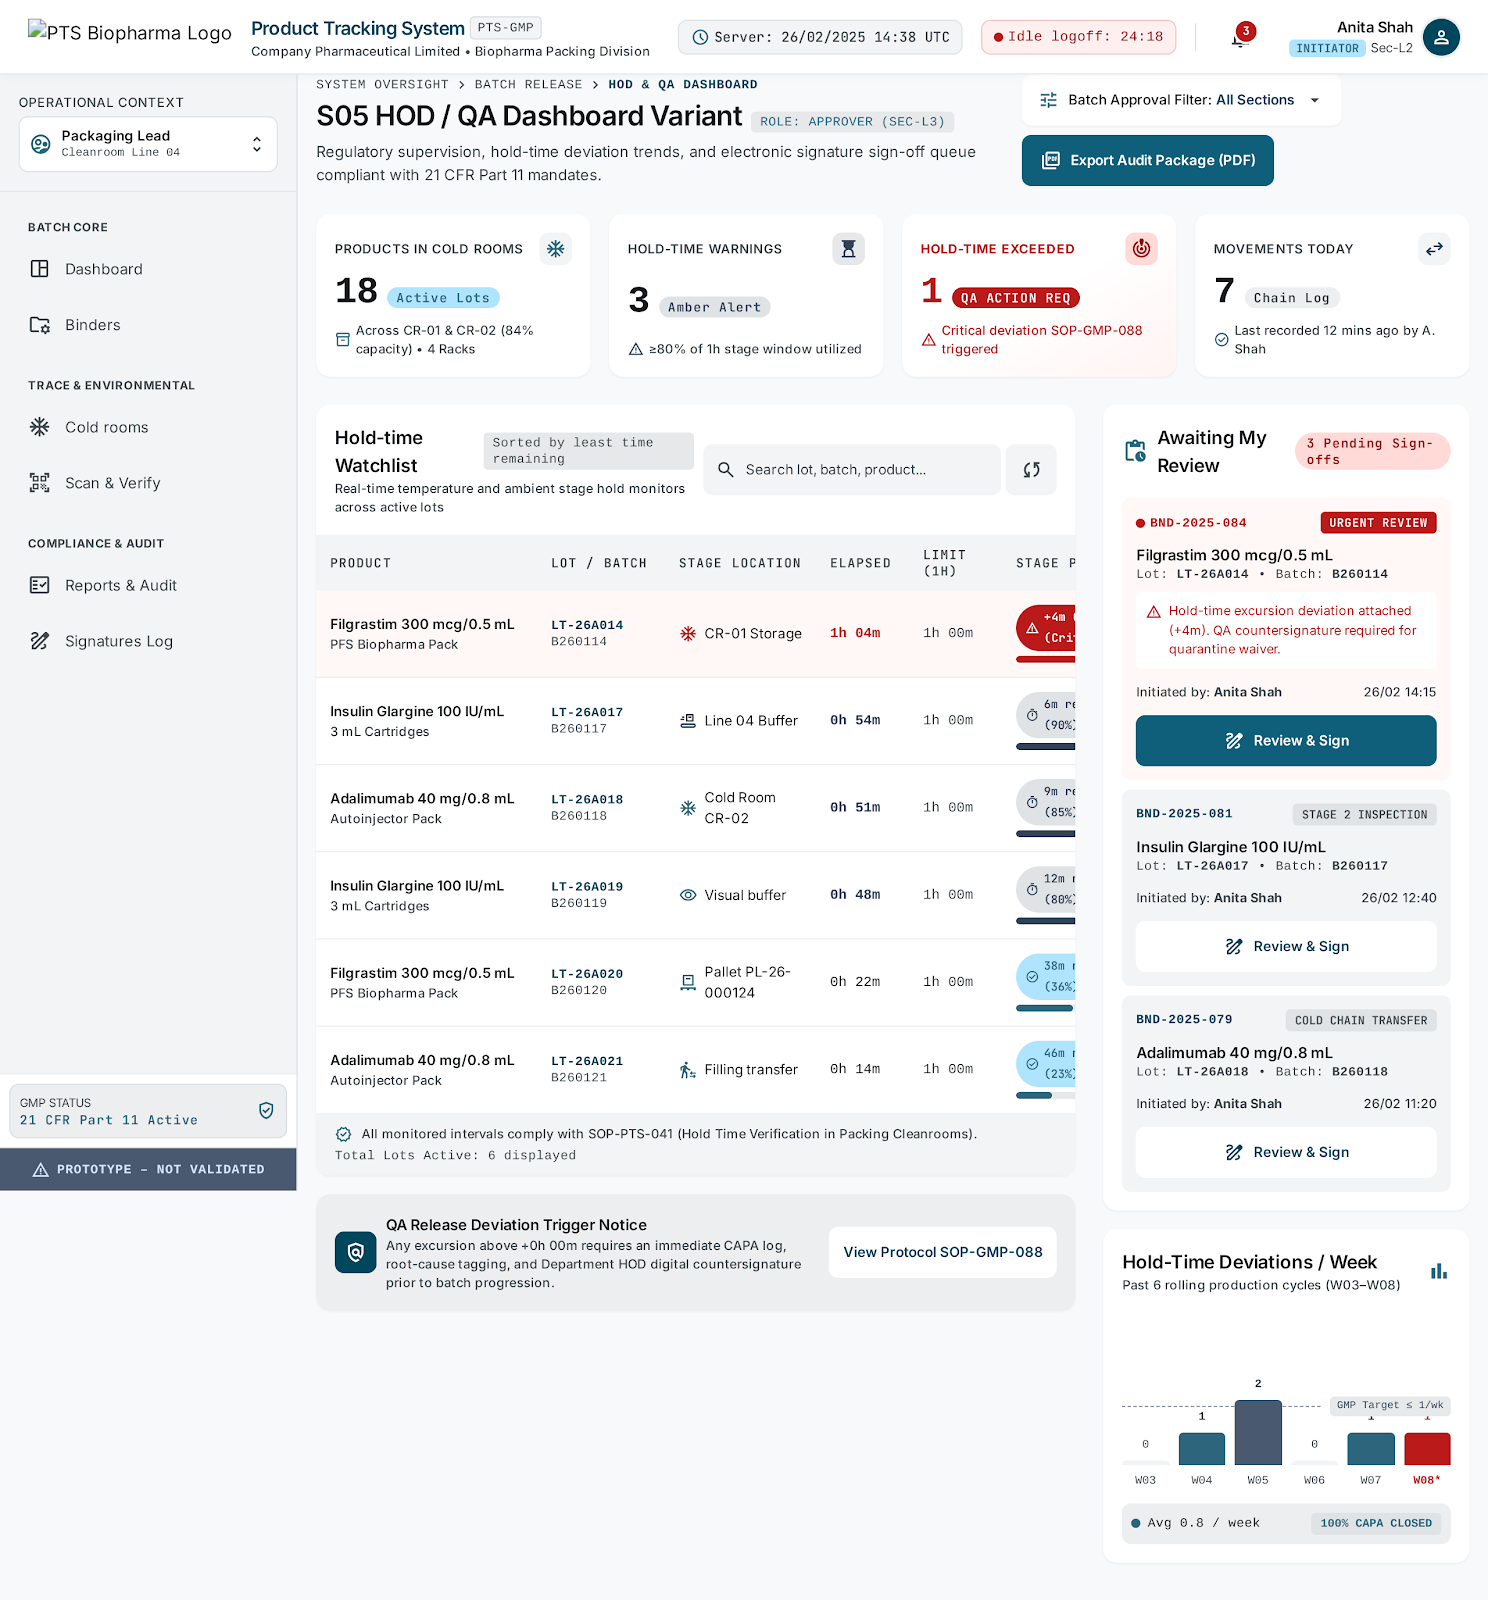 PTS Biopharma Logo
Product Tracking System PTS-GMP
Company Pharmaceutical Limited • Biopharma Packing Division
Server: 26/02/2025 14:38 UTC
Idle logoff: 24:18
3
Anita Shah
INITIATOR Sec-L2
OPERATIONAL CONTEXT
Packaging Lead
Cleanroom Line 04
BATCH CORE
Dashboard
Binders
TRACE & ENVIRONMENTAL
Cold rooms
Scan & Verify
COMPLIANCE & AUDIT
Reports & Audit
Signatures Log
GMP STATUS
21 CFR Part 11 Active
PROTOTYPE – NOT VALIDATED
SYSTEM OVERSIGHT > BATCH RELEASE > HOD & QA DASHBOARD
S05 HOD / QA Dashboard Variant ROLE: APPROVER (SEC-L3)
Regulatory supervision, hold-time deviation trends, and electronic signature sign-off queue
compliant with 21 CFR Part 11 mandates.
Batch Approval Filter: All Sections
Export Audit Package (PDF)
PRODUCTS IN COLD ROOMS
18 Active Lots
Across CR-01 & CR-02 (84%
capacity) • 4 Racks
HOLD-TIME WARNINGS
3 Amber Alert
≥80% of 1h stage window utilized
HOLD-TIME EXCEEDED
1 QA ACTION REQ
Critical deviation SOP-GMP-088
triggered
MOVEMENTS TODAY
7 Chain Log
Last recorded 12 mins ago by A.
Shah
Hold-time
Watchlist
Sorted by least time
remaining
Real-time temperature and ambient stage hold monitors
across active lots
Search lot, batch, product...
PRODUCT LOT / BATCH STAGE LOCATION ELAPSED LIMIT (1H) STAGE P
Filgrastim 300 mcg/0.5 mL LT-26A014 CR-01 Storage 1h 04m 1h 00m +4m
PFS Biopharma Pack B260114 (Cri
Insulin Glargine 100 IU/mL LT-26A017 Line 04 Buffer 0h 54m 1h 00m 6m re
3 mL Cartridges B260117 (90%)
Adalimumab 40 mg/0.8 mL LT-26A018 Cold Room CR-02 0h 51m 1h 00m 9m re
Autoinjector Pack B260118 (85%)
Insulin Glargine 100 IU/mL LT-26A019 Visual buffer 0h 48m 1h 00m 12m r
3 mL Cartridges B260119 (80%)
Filgrastim 300 mcg/0.5 mL LT-26A020 Pallet PL-26-000124 0h 22m 1h 00m 38m r
PFS Biopharma Pack B260120 (36%)
Adalimumab 40 mg/0.8 mL LT-26A021 Filling transfer 0h 14m 1h 00m 46m r
Autoinjector Pack B260121 (23%)
All monitored intervals comply with SOP-PTS-041 (Hold Time Verification in Packing Cleanrooms).
Total Lots Active: 6 displayed
QA Release Deviation Trigger Notice
Any excursion above +0h 00m requires an immediate CAPA log,
root-cause tagging, and Department HOD digital countersignature
prior to batch progression.
View Protocol SOP-GMP-088
Awaiting My
Review
3 Pending Sign-
offs
BND-2025-084 URGENT REVIEW
Filgrastim 300 mcg/0.5 mL
Lot: LT-26A014 • Batch: B260114
Hold-time excursion deviation attached
(+4m). QA countersignature required for
quarantine waiver.
Initiated by: Anita Shah 26/02 14:15
Review & Sign
BND-2025-081 STAGE 2 INSPECTION
Insulin Glargine 100 IU/mL
Lot: LT-26A017 • Batch: B260117
Initiated by: Anita Shah 26/02 12:40
Review & Sign
BND-2025-079 COLD CHAIN TRANSFER
Adalimumab 40 mg/0.8 mL
Lot: LT-26A018 • Batch: B260118
Initiated by: Anita Shah 26/02 11:20
Review & Sign
Hold-Time Deviations / Week
Past 6 rolling production cycles (W03–W08)
GMP Target ≤ 1/wk
0 1 2 0 1 1
W03 W04 W05 W06 W07 W08*
Avg 0.8 / week 100% CAPA CLOSED